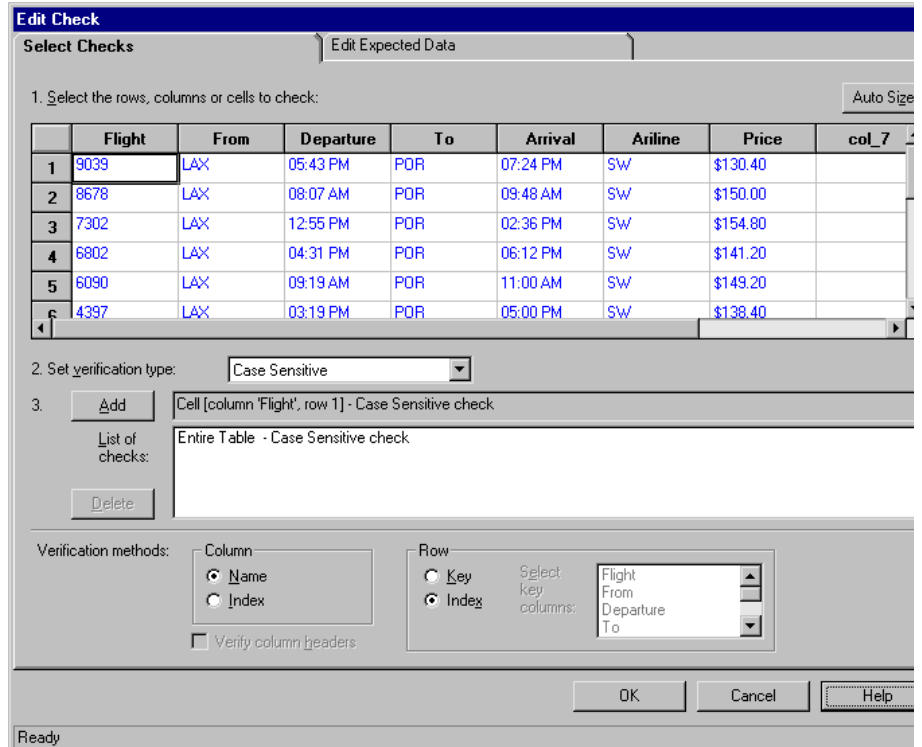 Edit Check
Select Checks Edit Expected Data
1. Select the rows, columns or cells to check: Auto Size
Flight From Departure To Arrival Ariline Price col_7
1 9039 LAX 05:43 PM POR 07:24 PM SW $130.40
2 8678 LAX 08:07 AM POR 09:48 AM SW $150.00
3 7302 LAX 12:55 PM POR 02:36 PM SW $154.80
4 6802 LAX 04:31 PM POR 06:12 PM SW $141.20
5 6090 LAX 09:19 AM POR 11:00 AM SW $149.20
6 4397 LAX 03:19 PM POR 05:00 PM SW $138.40
2. Set verification type: Case Sensitive
3. Add Cell [column 'Flight', row 1] - Case Sensitive check
List of checks: Entire Table - Case Sensitive check
Delete
Verification methods: Column Row
Name Key Select key columns: Flight
Index Index From
Departure
To
Verify column headers
OK Cancel Help
Ready